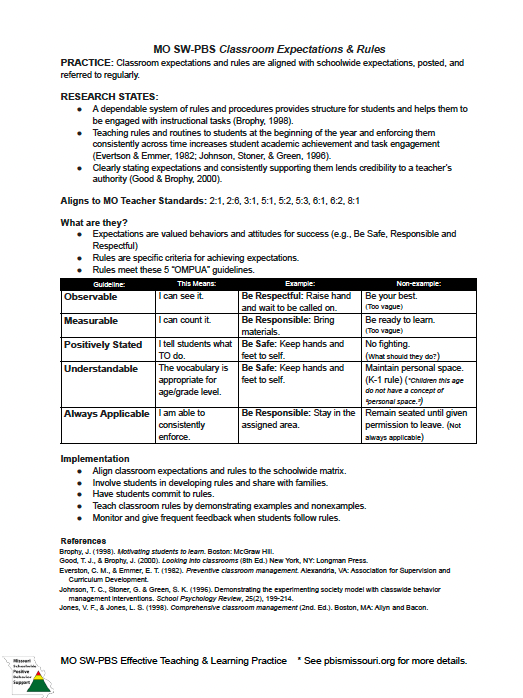 MO SW-PBS Classroom Expectations & Rules
PRACTICE: Classroom expectations and rules are aligned with schoolwide expectations, posted, and
referred to regularly.
RESEARCH STATES:
● A dependable system of rules and procedures provides structure for students and helps them to
be engaged with instructional tasks (Brophy, 1998).
● Teaching rules and routines to students at the beginning of the year and enforcing them
consistently across time increases student academic achievement and task engagement
(Evertson & Emmer, 1982; Johnson, Stoner, & Green, 1996).
● Clearly stating expectations and consistently supporting them lends credibility to a teacher's
authority (Good & Brophy, 2000).
Aligns to MO Teacher Standards: 2:1, 2:6, 3:1, 5:1, 5:2, 5:3, 6:1, 6:2, 8:1
What are they?
● Expectations are valued behaviors and attitudes for success (e.g., Be Safe, Responsible and
Respectful)
● Rules are specific criteria for achieving expectations.
● Rules meet these 5 "OMPUA" guidelines.
Guideline: This Means: Example: Non-example:
Observable I can see it. Be Respectful: Raise hand Be your best.
and wait to be called on. (Too vague)
Measurable I can count it. Be Responsible: Bring Be ready to learn.
materials. (Too vague)
Positively Stated I tell students what Be Safe: Keep hands and No fighting.
TO do. feet to self. (What should they do?)
Understandable The vocabulary is Be Safe: Keep hands and Maintain personal space.
appropriate for feet to self. (K-1 rule) ("Children this age
age/grade level. do not have a concept of
"personal space.")
Always Applicable I am able to Be Responsible: Stay in the Remain seated until given
consistently assigned area. permission to leave. (Not
enforce. always applicable)
Implementation
● Align classroom expectations and rules to the schoolwide matrix.
● Involve students in developing rules and share with families.
● Have students commit to rules.
● Teach classroom rules by demonstrating examples and nonexamples.
● Monitor and give frequent feedback when students follow rules.
References
Brophy, J. (1998). Motivating students to learn. Boston: McGraw Hill.
Good, T. J., & Brophy, J. (2000). Looking into classrooms (8th Ed.) New York, NY: Longman Press.
Everston, C. M., & Emmer, E. T. (1982). Preventive classroom management. Alexandria, VA: Association for Supervision and
Curriculum Development.
Johnson, T. C., Stoner, G. & Green, S. K. (1996). Demonstrating the experimenting society model with classwide behavior
management interventions. School Psychology Review, 25(2), 199-214.
Jones, V. F., & Jones, L. S. (1998). Comprehensive classroom management (2nd. Ed.). Boston, MA: Allyn and Bacon.
Missouri
Schoolwide
Positive
Behavior
Support
MO SW-PBS Effective Teaching & Learning Practice * See pbismissouri.org for more details.